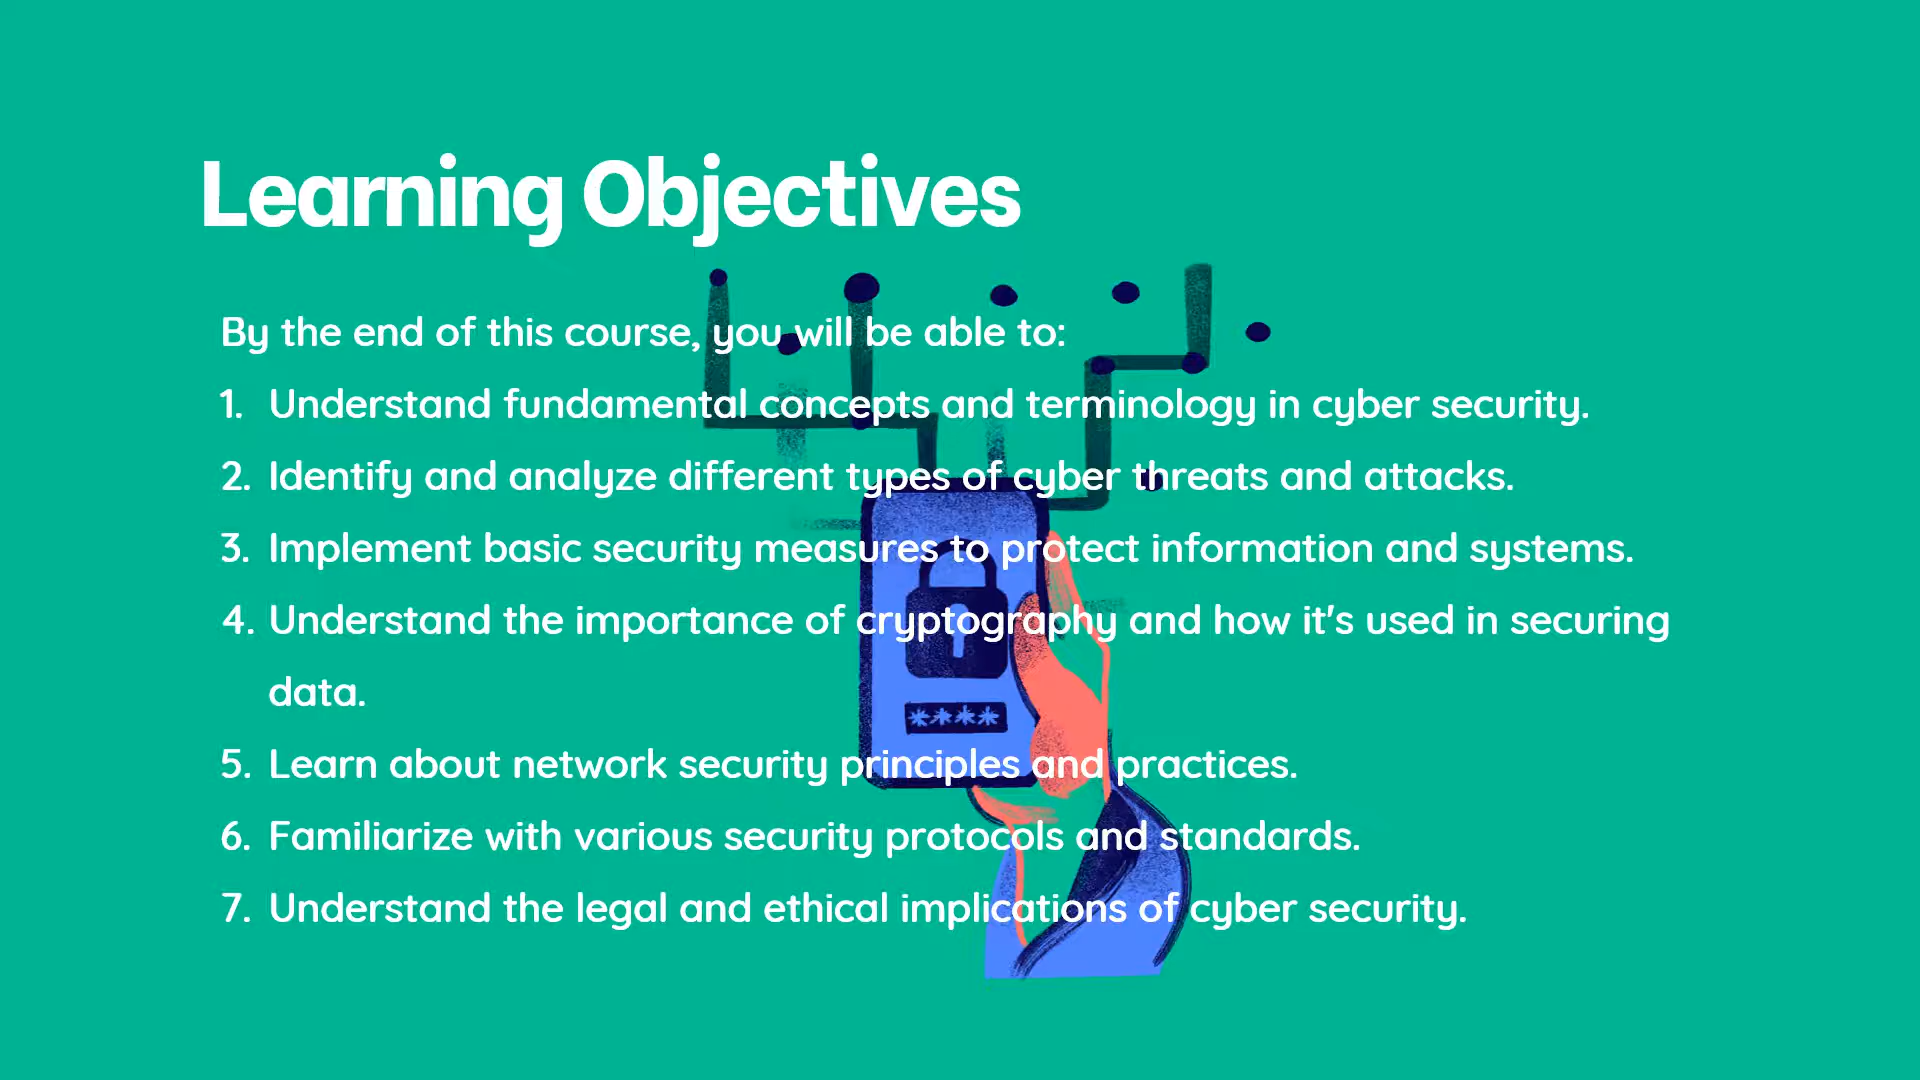 Learning Objectives
By the end of this course, you will be able to:
1. Understand fundamental concepts and terminology in cyber security.
2. Identify and analyze different types of cyber threats and attacks.
3. Implement basic security measures to protect information and systems.
4. Understand the importance of cryptography and how it's used in securing
data.
****
5. Learn about network security principles and practices.
6. Familiarize with various security protocols and standards.
7. Understand the legal and ethical implications of cyber security.